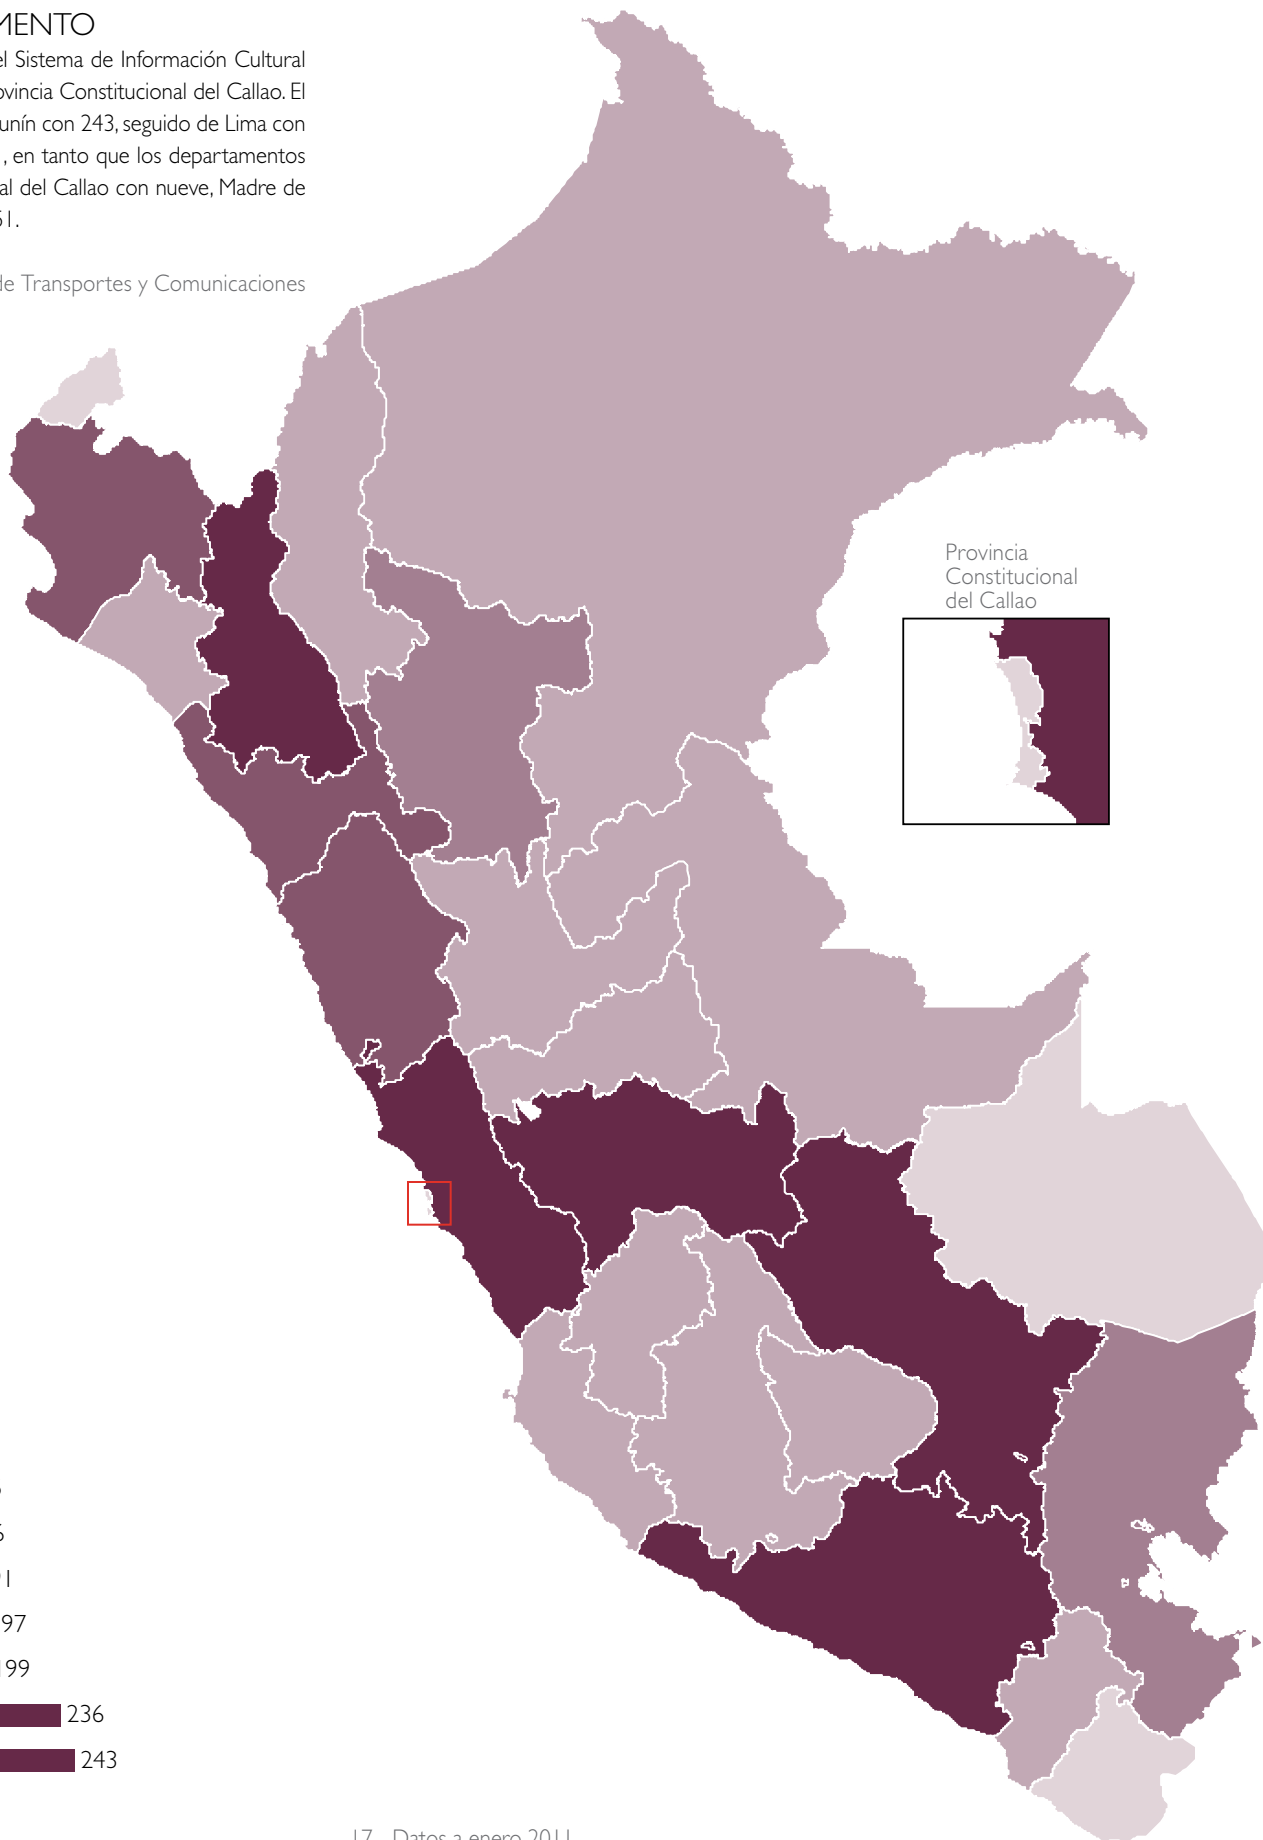 MENTO
el Sistema de Información Cultural
ovincia Constitucional del Callao. El
unín con 243, seguido de Lima con
, en tanto que los departamentos
al del Callao con nueve, Madre de
51.
de Transportes y Comunicaciones
Provincia
Constitucional
del Callao
97
199
236
243
17 Datos a enero 2011